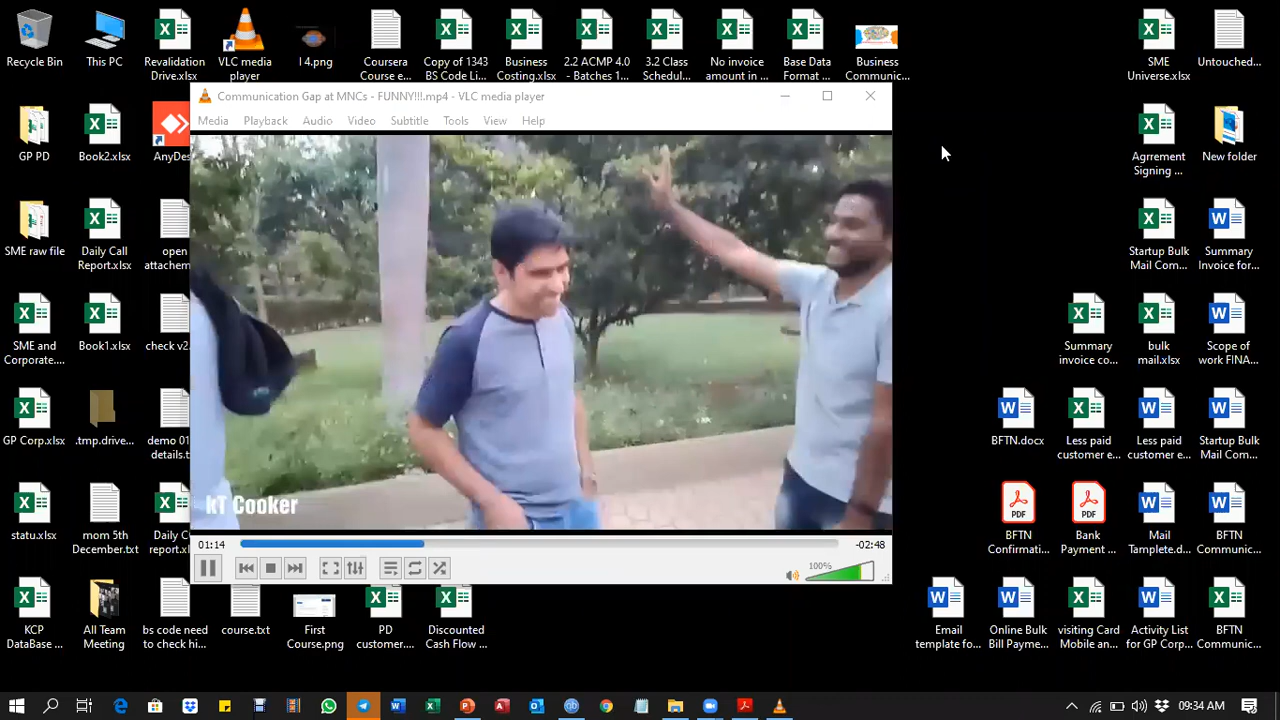 Recycle Bin
This PC
Revalidation
Drive.xlsx
VLC media
player
l 4.png
Coursera
Course e...
Copy of 1343
BS Code Li...
Business
Costing.xlsx
2.2 ACMP 4.0
- Batches 1...
3.2 Class
Schedul...
No invoice
amount in ...
Base Data
Format ...
Business
Communic...
SME
Universe.xlsx
Untouched...
Communication Gap at MNCs - FUNNY!!!.mp4 - VLC media player
Media Playback Audio Video Subtitle Tools View Help
GP PD
Book2.xlsx
AnyDes
Agrrement
Signing ...
New folder
SME raw file
Daily Call
Report.xlsx
open
attachem
Startup Bulk
Mail Com...
Summary
Invoice for...
SME and
Corporate....
Book1.xlsx
check v2.
Summary
invoice co...
bulk
mail.xlsx
Scope of
work FINA...
GP Corp.xlsx
.tmp.drive...
demo 01
details.t
BFTN.docx
Less paid
customer e...
Less paid
customer e...
Startup Bulk
Mail Com...
kT Cooker
statu.xlsx
mom 5th
December.txt
Daily C
report.x
PDF
BFTN
Confirmati...
PDF
Bank
Payment ...
Mail
Tamplete.d...
BFTN
Communic...
01:14
-02:48
100%
KCP
DataBase ...
All Team
Meeting
bs code need
to check hi...
course.txt
First
Course.png
PD
customer....
Discounted
Cash Flow ...
Email
template fo...
Online Bulk
Bill Payme...
visiting Card
Mobile an...
Activity List
for GP Corp...
BFTN
Communic...
09:34 AM